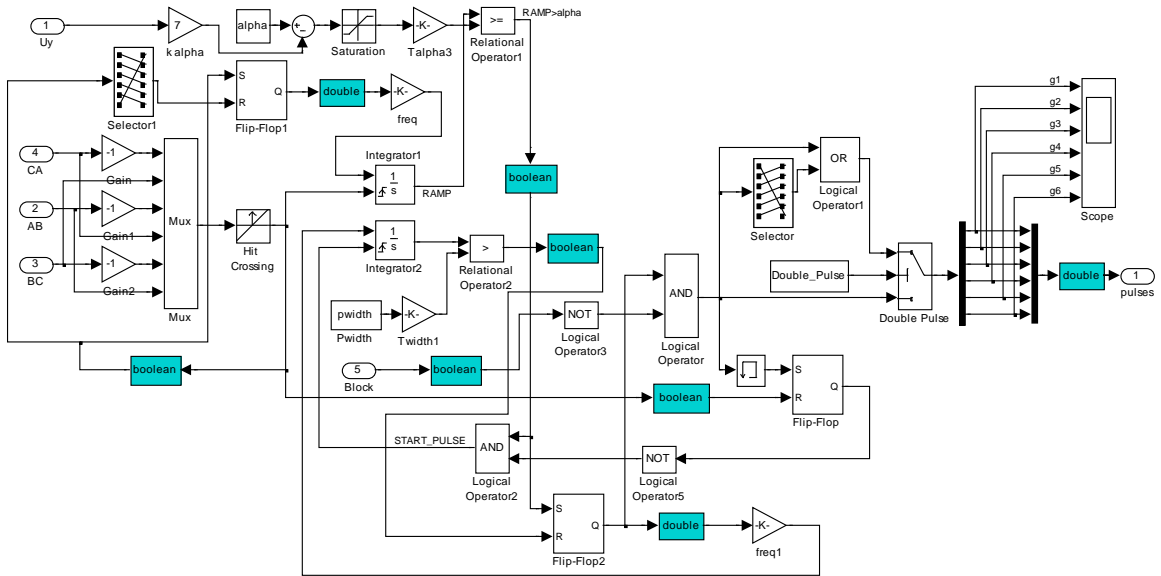 1
Uy
7
k alpha
alpha
+
−
Saturation
-K-
Talpha3
>=
Relational
Operator1
RAMP>alpha
Selector1
S
R
Q
Flip-Flop1
double
-K-
freq
Integrator1
1
s
RAMP
boolean
4
CA
-1
Gain
2
AB
-1
Gain1
3
BC
-1
Gain2
Mux
Mux
Hit
Crossing
1
s
Integrator2
>
Relational
Operator2
boolean
pwidth
Pwidth
-K-
Twidth1
NOT
Logical
Operator3
AND
Logical
Operator
Selector
OR
Logical
Operator1
Double_Pulse
Double Pulse
g1
g2
g3
g4
g5
g6
Scope
double
1
pulses
boolean
5
Block
boolean
boolean
S
R
Q
Flip-Flop
START_PULSE
AND
Logical
Operator2
NOT
Logical
Operator5
S
R
Q
Flip-Flop2
double
-K-
freq1